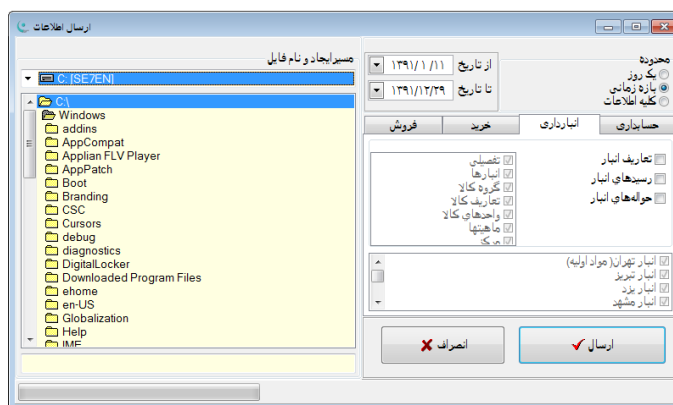 ارسال اطلاعات
محدوده
یک روز
بازه زمانی
کلیه اطلاعات
از تاریخ
۱۳۹۱/ ۱ /۱۱
تا تاریخ
۱۳۹۱/۱۲/۲۹
حسابداری
انبارداری
خرید
فروش
تعاریف انبار
رسیدهای انبار
حواله‌های انبار
تفصیلی
انبارها
گروه کالا
تعاریف کالا
واحدهای کالا
ماهیتها
مرکز
انبار تهران(مواد اولیه)
انبار تبریز
انبار یزد
انبار مشهد
ارسال
انصراف
مسیرایجاد و نام فایل
C: [SE7EN]
C:\
Windows
addins
AppCompat
Applian FLV Player
AppPatch
Boot
Branding
CSC
Cursors
debug
diagnostics
DigitalLocker
Downloaded Program Files
ehome
en-US
Globalization
Help
IME